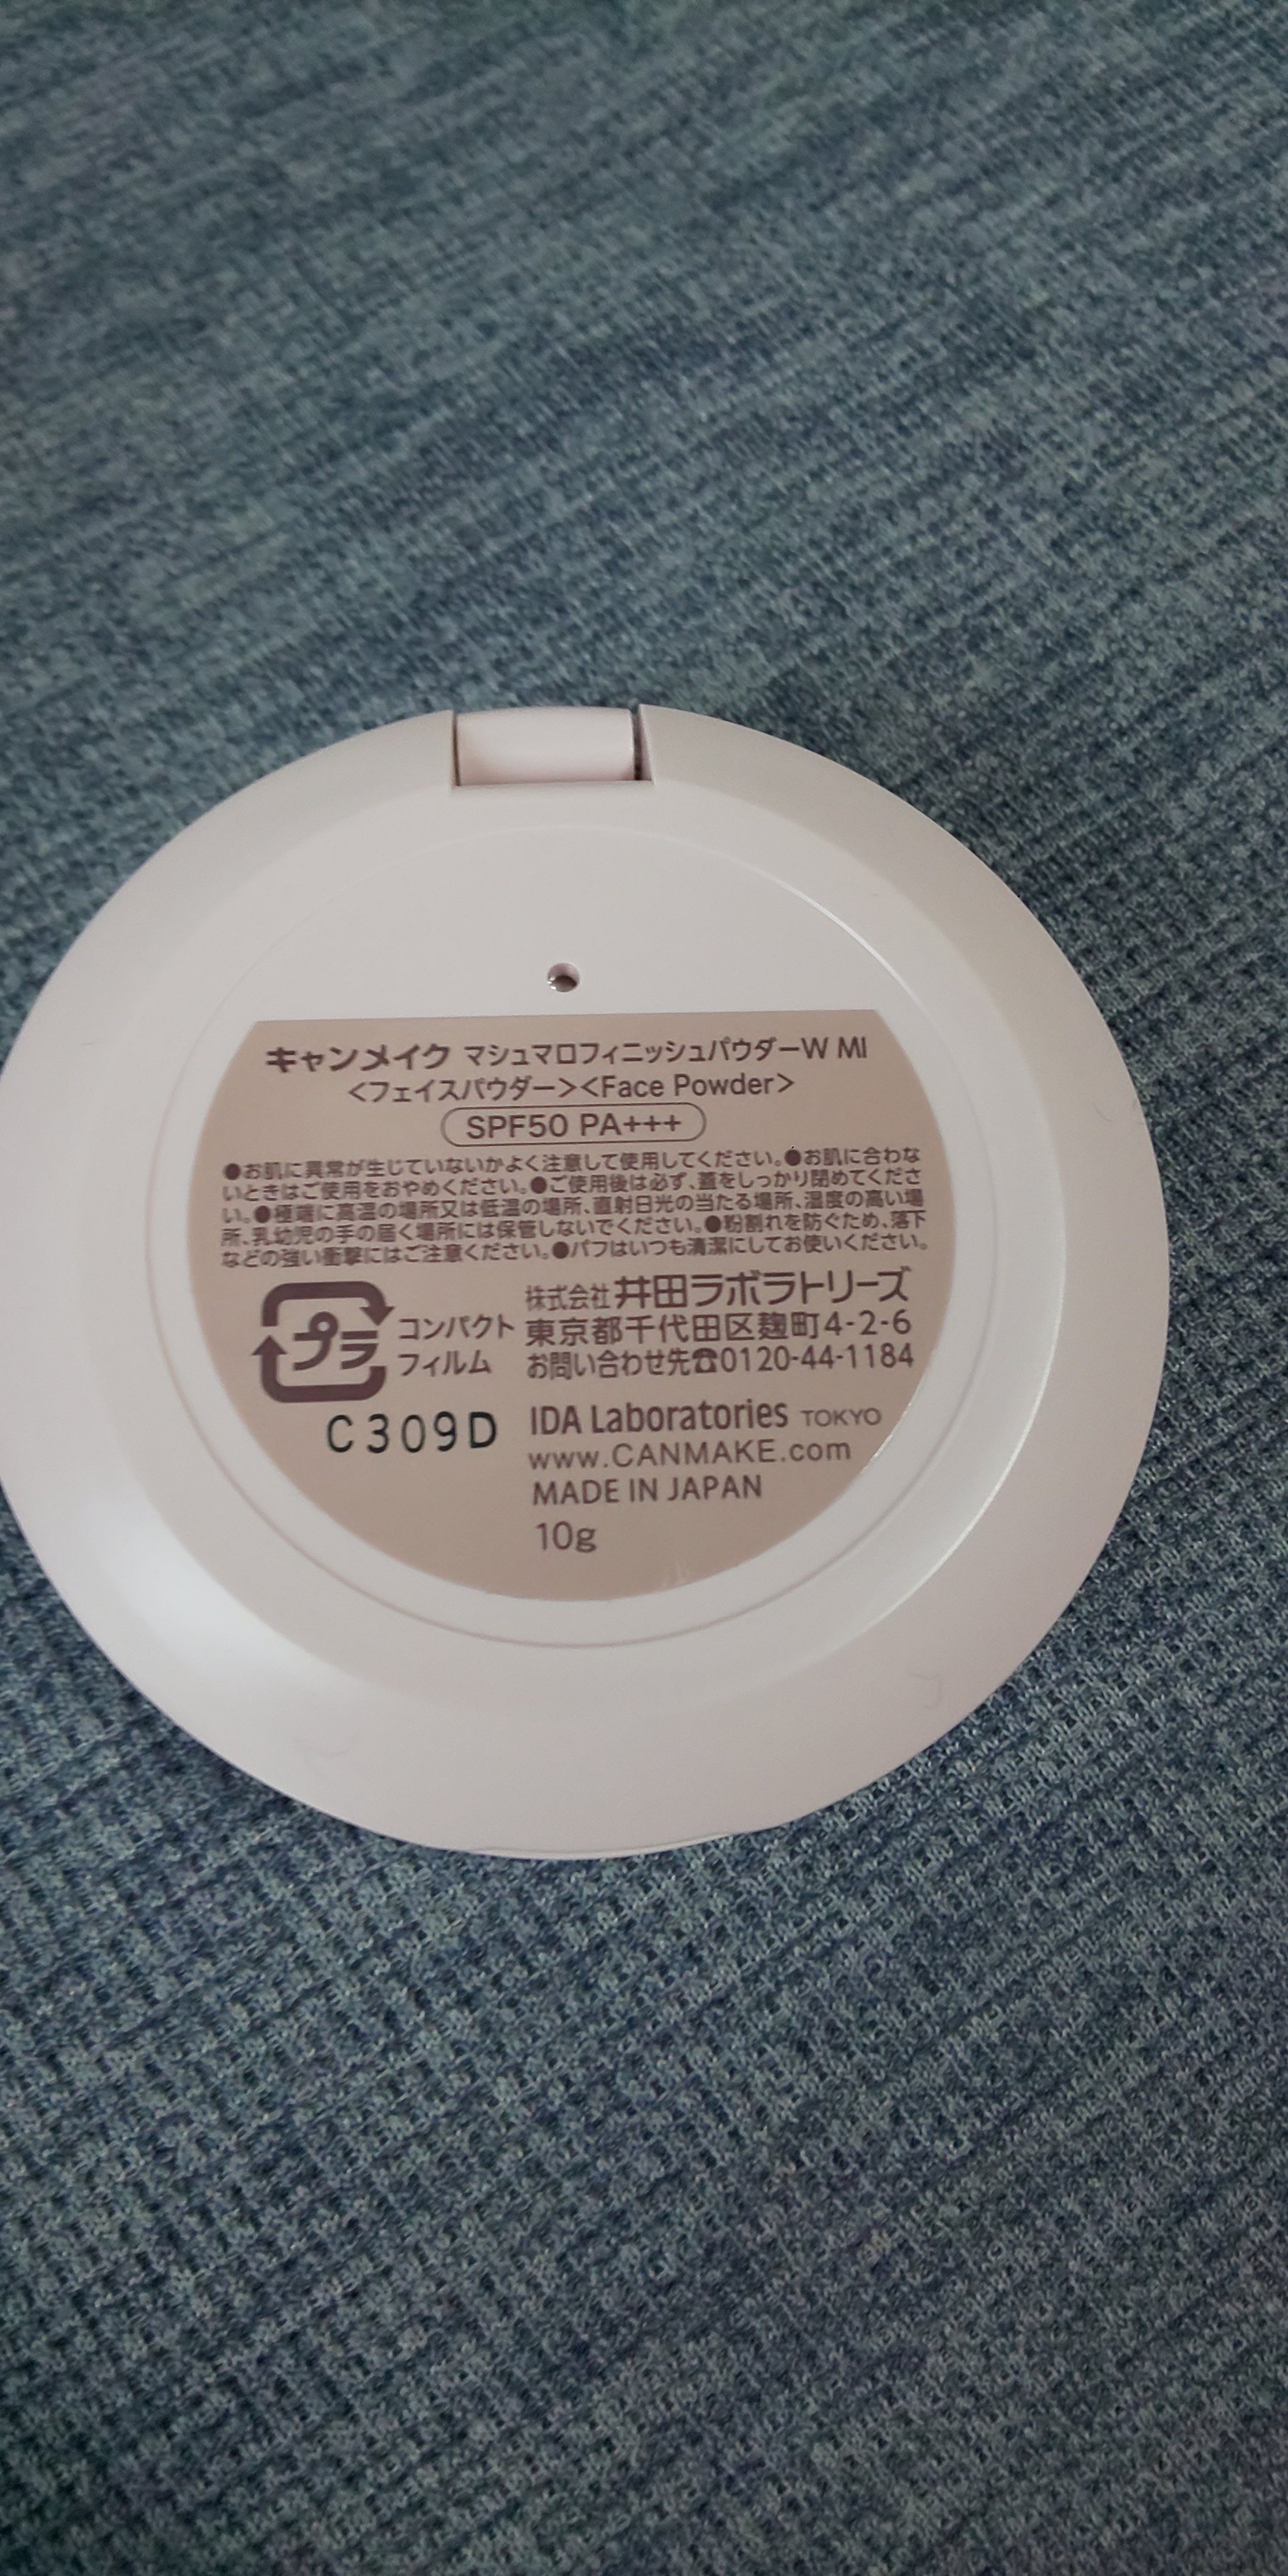 キャンメイク マシュマロフィニッシュパウダーW MI
<フェイスパウダー><Face Powder>
SPF50 PA+++
●お肌に異常が生じていないかよく注意して使用してください。●お肌に合わな
いときはご使用をおやめください。●ご使用後は必ず、蓋をしっかり閉めてくださ
い。●極端に高温の場所又は低温の場所、直射日光の当たる場所、湿度の高い場
所、乳幼児の手の届く場所には保管しないでください。●粉割れを防ぐため、落下
などの強い衝撃にはご注意ください。●パフはいつも清潔にしてお使いください。
プラ
コンパクト
フィルム
C309D
株式会社 井田ラボラトリーズ
東京都千代田区麹町4-2-6
お問い合わせ先☎0120-44-1184
IDA Laboratories TOKYO
www.CANMAKE.com
MADE IN JAPAN
10g